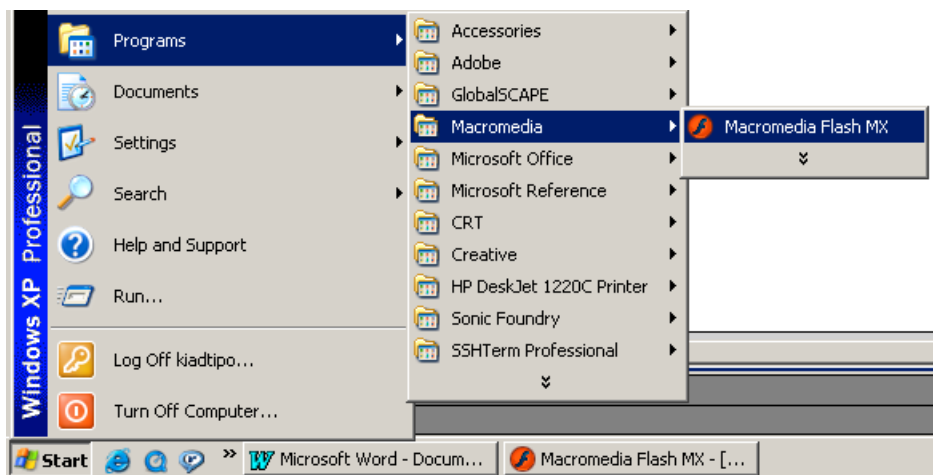 Programs
Documents
Settings
Search
Help and Support
Run...
Log Off kiadtipo...
Turn Off Computer...
Windows XP Professional
Accessories
Adobe
GlobalSCAPE
Macromedia
Microsoft Office
Microsoft Reference
CRT
Creative
HP DeskJet 1220C Printer
Sonic Foundry
SSHTerm Professional
Macromedia Flash MX
Start
Microsoft Word - Docum...
Macromedia Flash MX - [...